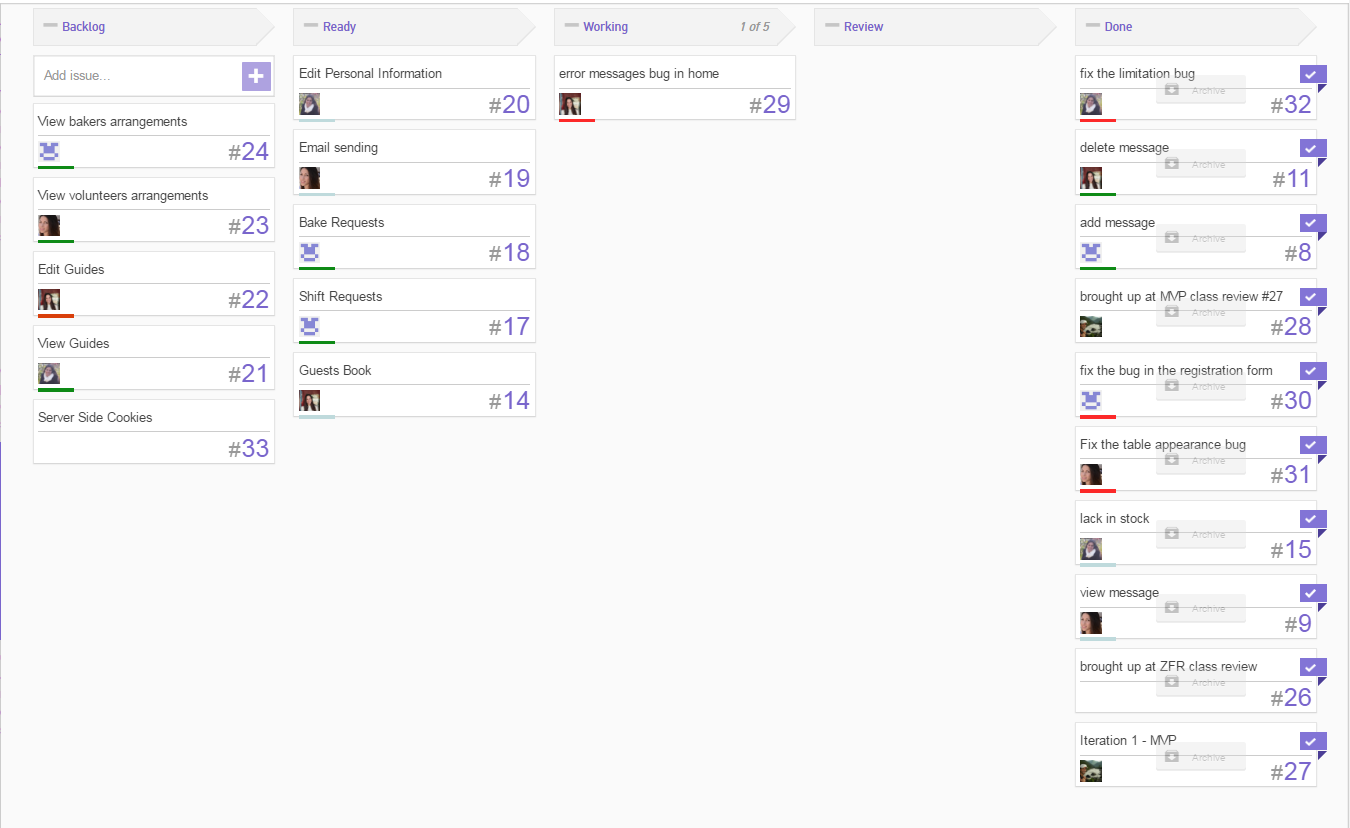 Backlog
Add issue...
View bakers arrangements
#24
View volunteers arrangements
#23
Edit Guides
#22
View Guides
#21
Server Side Cookies
#33
Ready
Edit Personal Information
#20
Email sending
#19
Bake Requests
#18
Shift Requests
#17
Guests Book
#14
Working 1 of 5
error messages bug in home
#29
Review
Done
fix the limitation bug
Archive
#32
delete message
Archive
#11
add message
Archive
#8
brought up at MVP class review #27
Archive
#28
fix the bug in the registration form
Archive
#30
Fix the table appearance bug
Archive
#31
lack in stock
Archive
#15
view message
Archive
#9
brought up at ZFR class review
Archive
#26
Iteration 1 - MVP
Archive
#27